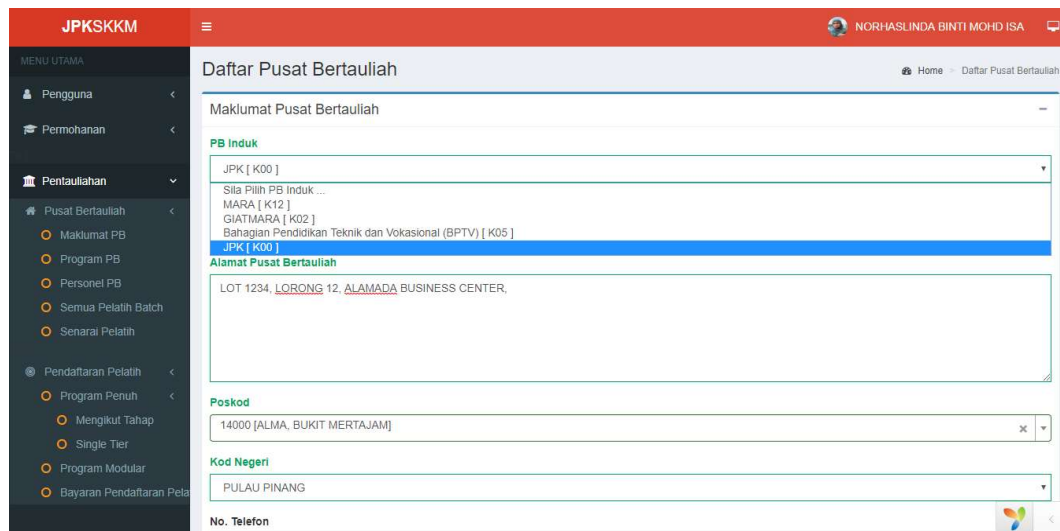 JPKSKKM
NORHASLINDA BINTI MOHD ISA
MENU UTAMA
Pengguna
Permohanan
Pentauliahan
Pusat Bertauliah
Maklumat PB
Program PB
Personel PB
Semua Pelatih Batch
Senarai Pelatih
Pendaftaran Pelatih
Program Penuh
Mengikut Tahap
Single Tier
Program Modular
Bayaran Pendaftaran Pela
Daftar Pusat Bertauliah
Home > Daftar Pusat Bertauliah
Maklumat Pusat Bertauliah
PB Induk
JPK [ K00 ]
Sila Pilih PB Induk ...
MARA [ K12 ]
GIATMARA [ K02 ]
Bahagian Pendidikan Teknik dan Vokasional (BPTV) [ K05 ]
JPK [ K00 ]
Alamat Pusat Bertauliah
LOT 1234, LORONG 12, ALAMADA BUSINESS CENTER,
Poskod
14000 [ALMA, BUKIT MERTAJAM]
Kod Negeri
PULAU PINANG
No. Telefon